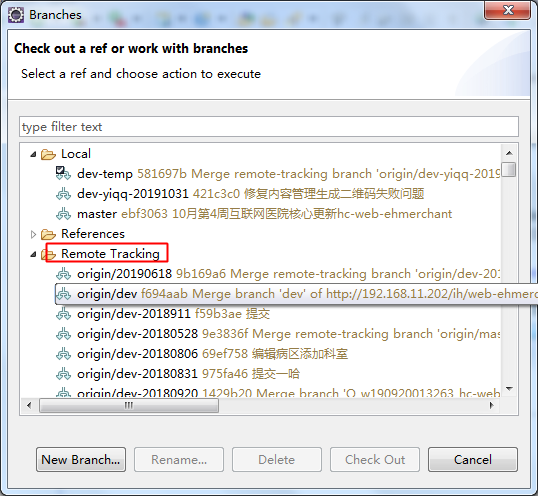 Branches
Check out a ref or work with branches
Select a ref and choose action to execute
type filter text
Local
dev-temp 581697b Merge remote-tracking branch 'origin/dev-yiqq-2019
dev-yiqq-20191031 421c3c0 修复内容管理生成二维码失败问题
master ebf3063 10月第4周互联网医院核心更新hc-web-ehmerchant
References
Remote Tracking
origin/20190618 9b169a6 Merge remote-tracking branch 'origin/dev-201
origin/dev f694aab Merge branch 'dev' of http://192.168.11.202/ih/web-ehmerc
origin/dev-2018911 f59b3ae 提交
origin/dev-20180528 9e3836f Merge remote-tracking branch 'origin/mas
origin/dev-20180806 69ef758 编辑病区添加科室
origin/dev-20180831 975fa46 提交一哈
origin/dev-20180920 1429b20 Merge branch 'O_w190920013263_hc-web
New Branch...
Rename...
Delete
Check Out
Cancel